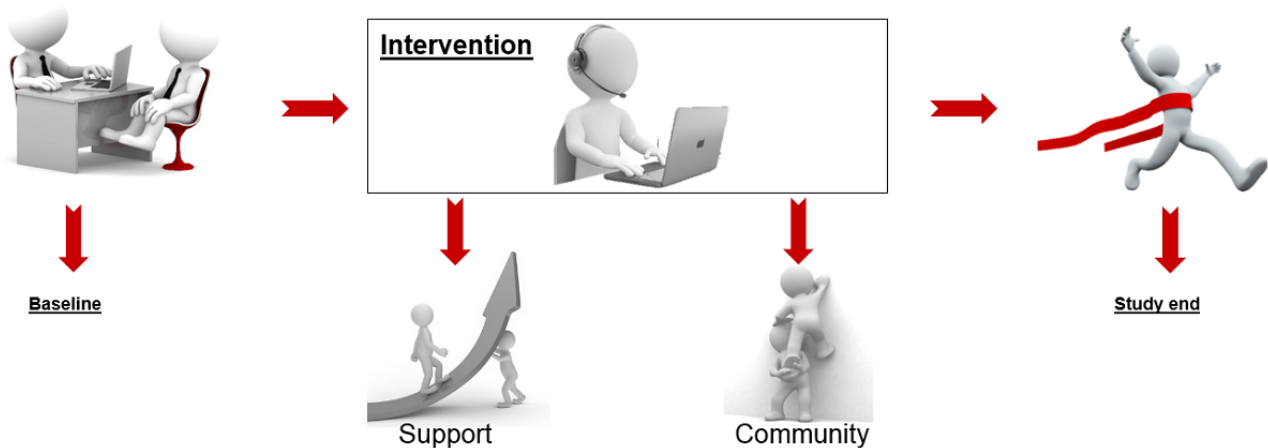 Intervention
Baseline
Study end
Support
Community